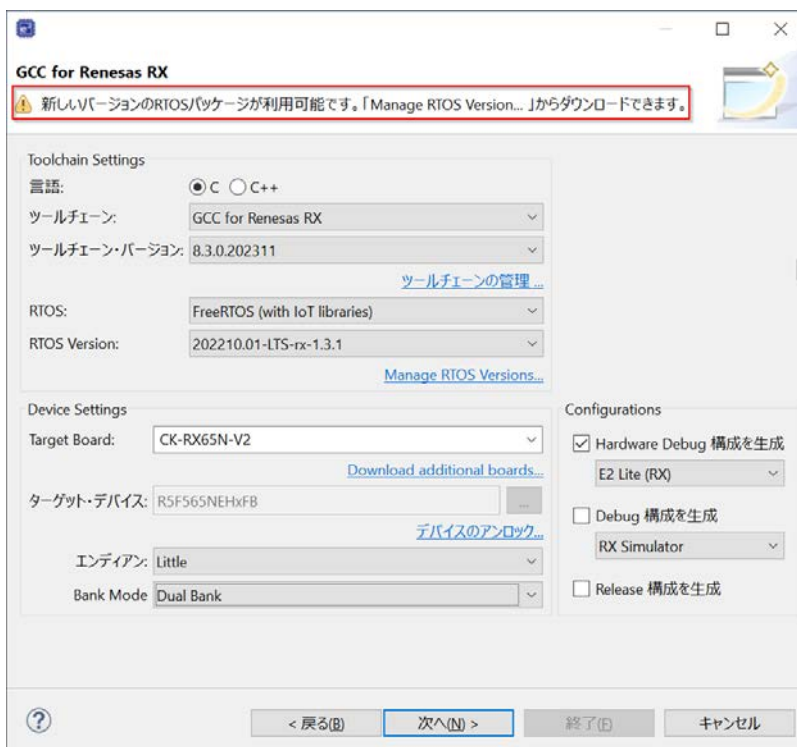 GCC for Renesas RX
新しいバージョンのRTOSパッケージが利用可能です。「Manage RTOS Version... 」からダウンロードできます。
Toolchain Settings
言語: C C++
ツールチェーン: GCC for Renesas RX
ツールチェーン・バージョン: 8.3.0.202311
ツールチェーンの管理 ...
RTOS: FreeRTOS (with IoT libraries)
RTOS Version: 202210.01-LTS-rx-1.3.1
Manage RTOS Versions...
Device Settings
Target Board: CK-RX65N-V2
Download additional boards...
ターゲット・デバイス: R5F565NEHxFB ...
デバイスのアンロック...
エンディアン: Little
Bank Mode Dual Bank
Configurations
Hardware Debug 構成を生成
E2 Lite (RX)
Debug 構成を生成
RX Simulator
Release 構成を生成
? < 戻る(B) 次へ(N) > 終了(F) キャンセル